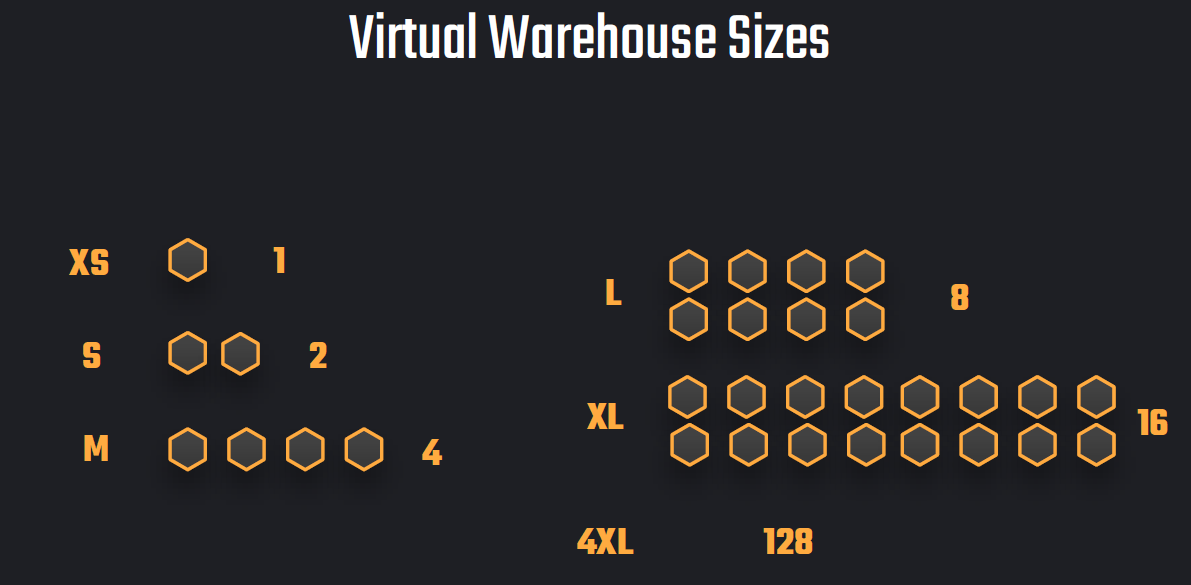 Virtual Warehouse Sizes
XS 1
S 2
M 4
L 8
XL 16
4XL 128